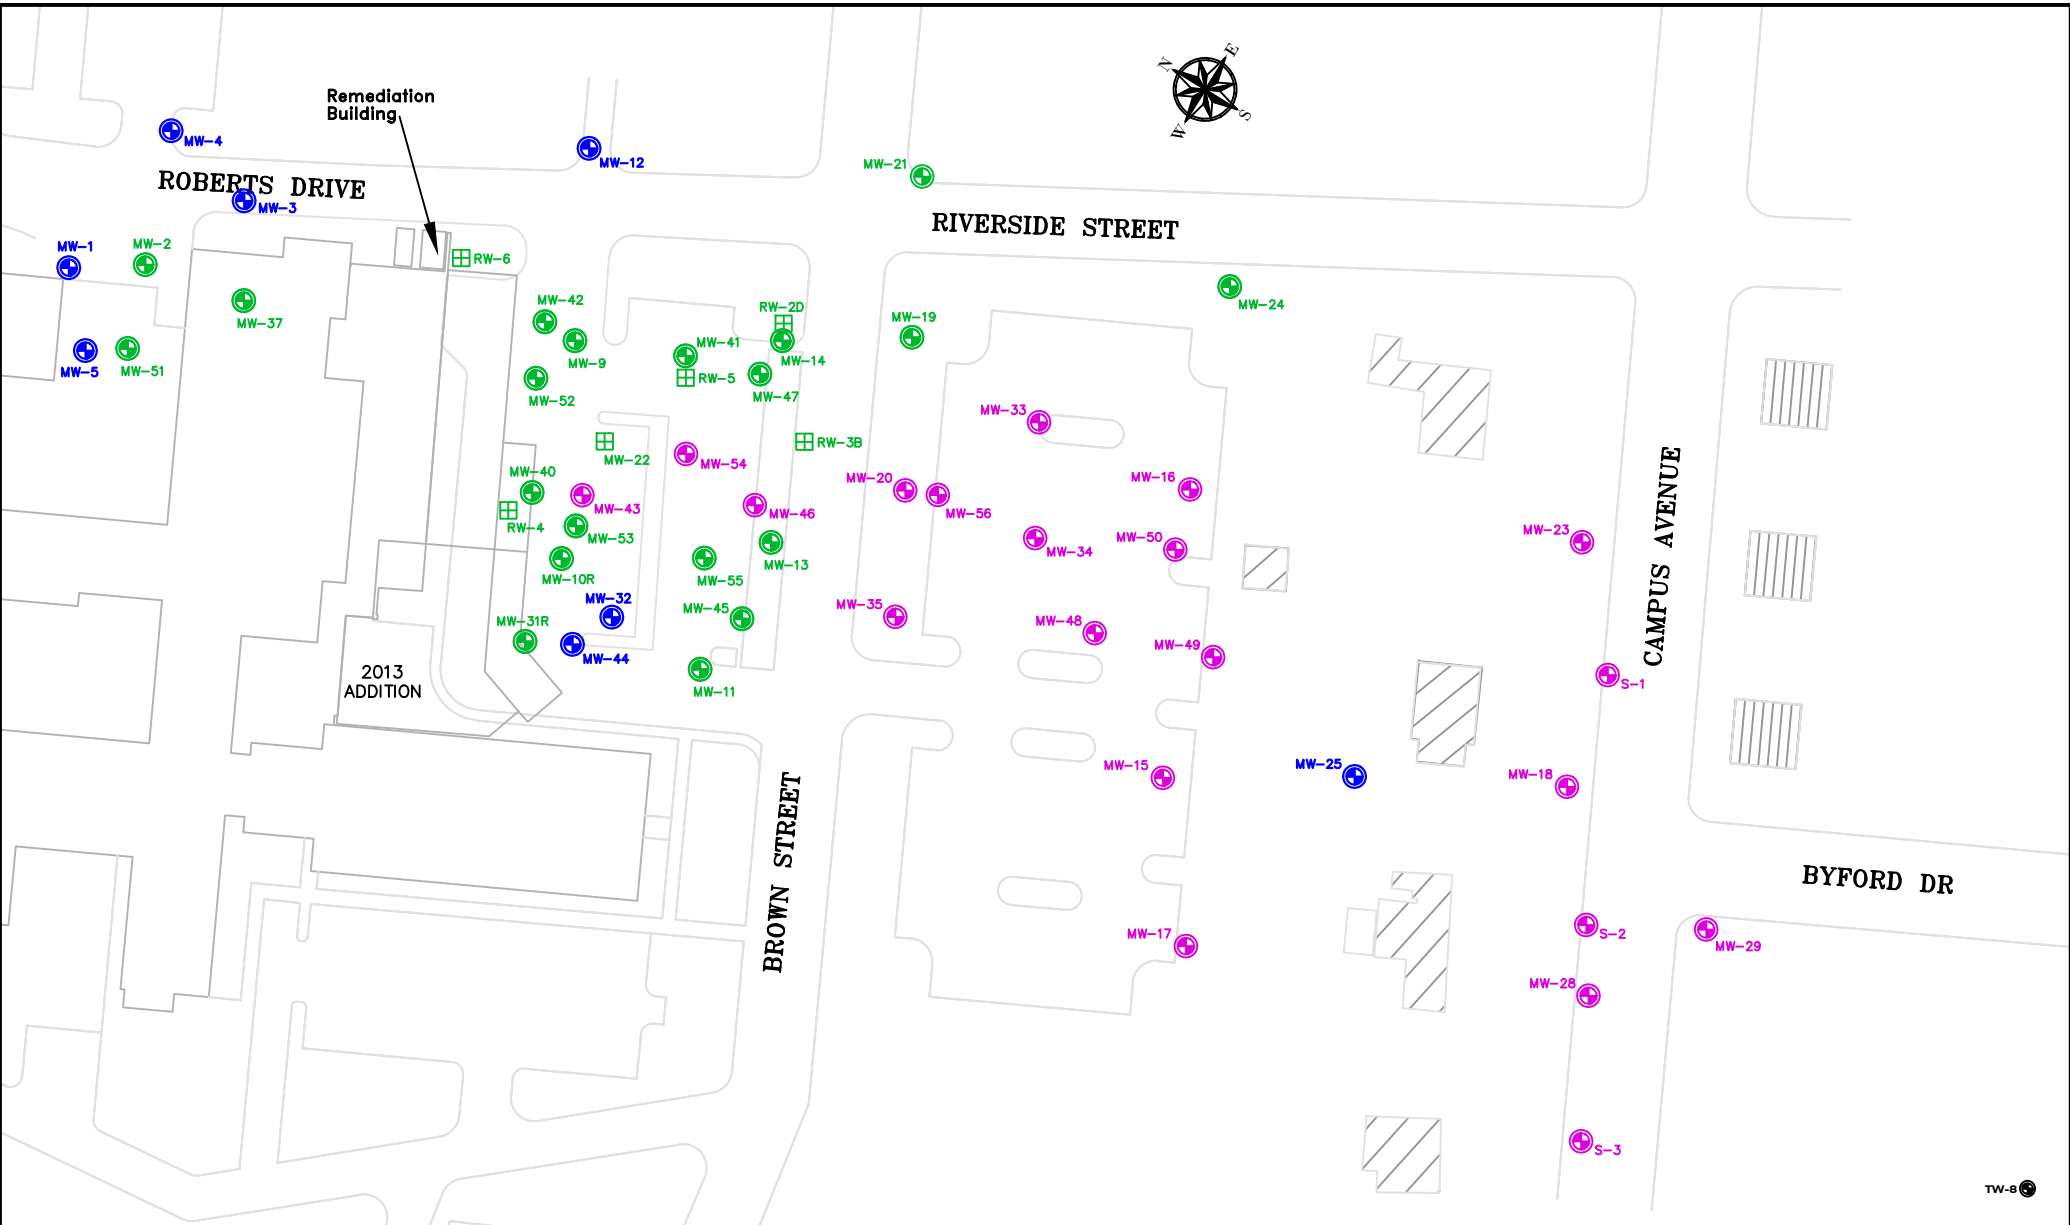 E
N
S
W
Remediation
Building
MW-4
MW-12
MW-21
ROBERTS DRIVE
MW-3
RIVERSIDE STREET
MW-1
MW-2
RW-6
MW-42
RW-2D
MW-24
MW-37
MW-19
MW-41
MW-9
MW-14
MW-5
MW-51
RW-5
MW-47
MW-52
MW-33
RW-3B
MW-22
MW-54
MW-40
MW-20
MW-16
MW-43
MW-46
MW-56
RW-4
MW-53
MW-23
CAMPUS AVENUE
MW-50
MW-34
MW-13
MW-10R
MW-55
MW-32
MW-45
MW-35
MW-31R
MW-48
MW-49
MW-44
2013
ADDITION
MW-11
S-1
MW-15
MW-25
MW-18
BROWN STREET
BYFORD DR
MW-17
S-2
MW-29
MW-28
S-3
TW-8